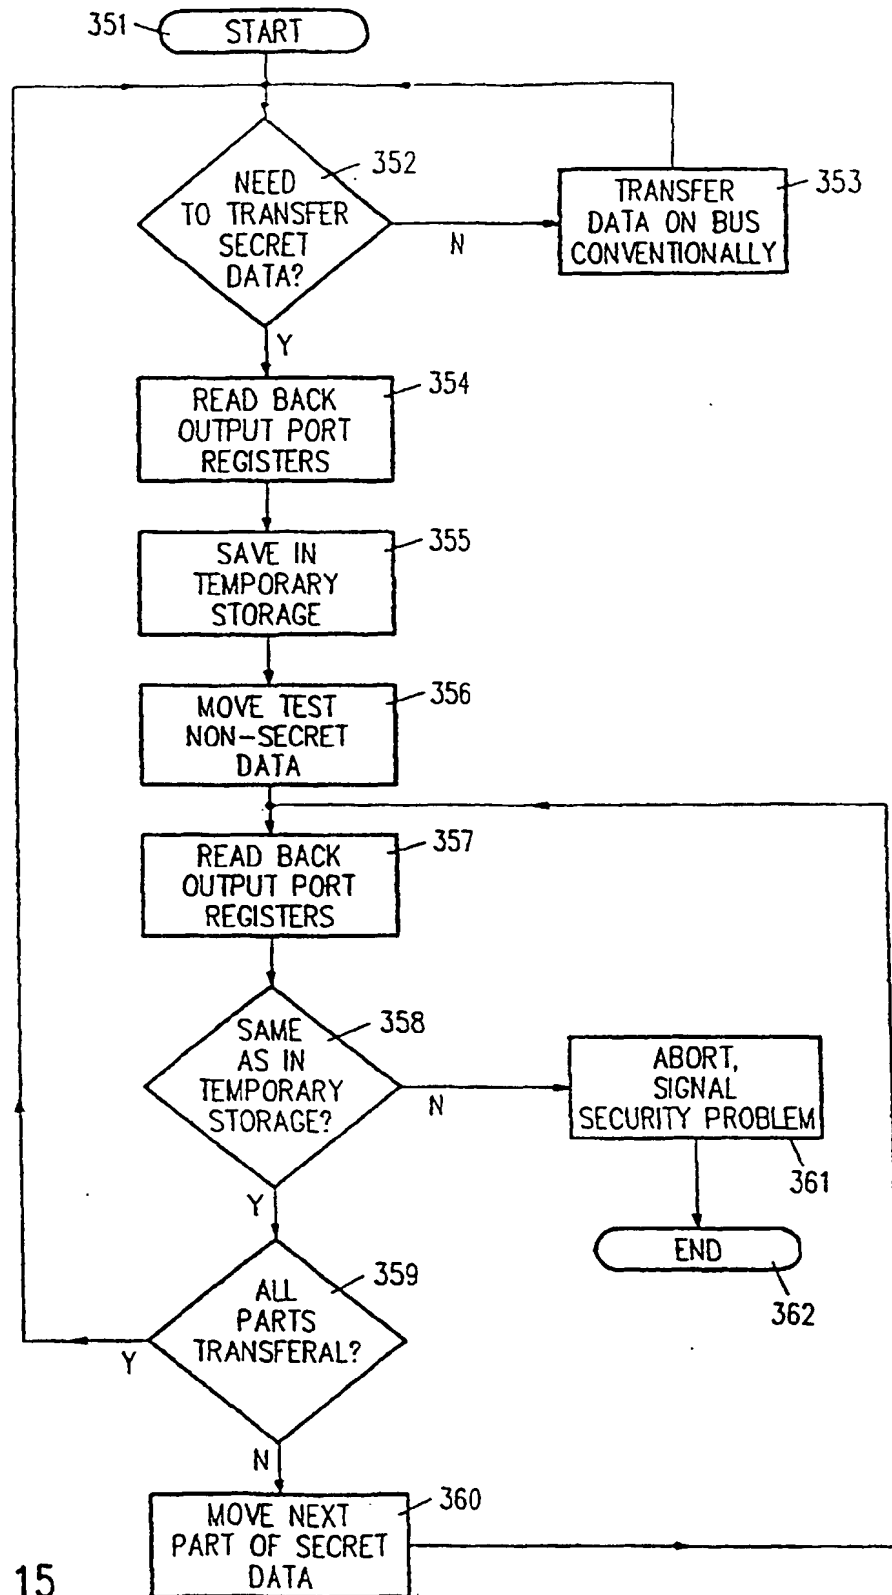 351
START
352
NEED
TO TRANSFER
SECRET
DATA?
N
TRANSFER
DATA ON BUS
CONVENTIONALLY
353
Y
READ BACK
OUTPUT PORT
REGISTERS
354
SAVE IN
TEMPORARY
STORAGE
355
MOVE TEST
NON-SECRET
DATA
356
READ BACK
OUTPUT PORT
REGISTERS
357
SAME
AS IN
TEMPORARY
STORAGE?
358
N
ABORT,
SIGNAL
SECURITY PROBLEM
361
Y
END
362
ALL
PARTS
TRANSFERAL?
359
Y
N
MOVE NEXT
PART OF SECRET
DATA
360
15